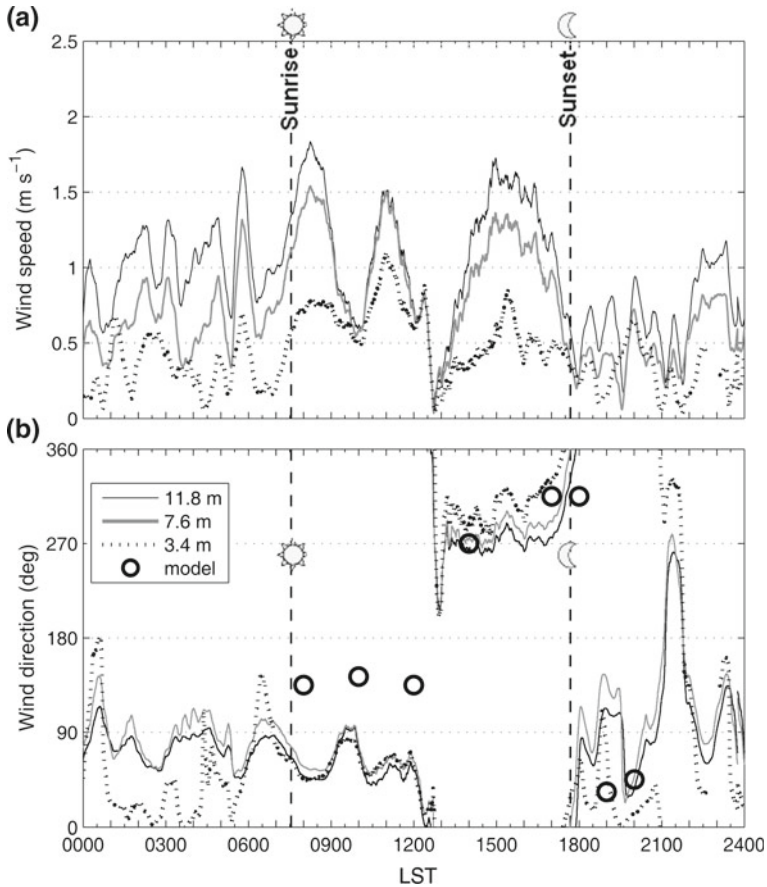 (a)
2.5
2
1.5
1
0.5
0
Wind speed (m s⁻¹)
Sunrise
Sunset
(b)
360
270
180
90
0
Wind direction (deg)
11.8 m
7.6 m
3.4 m
model
0000 0300 0600 0900 1200 1500 1800 2100 2400
LST